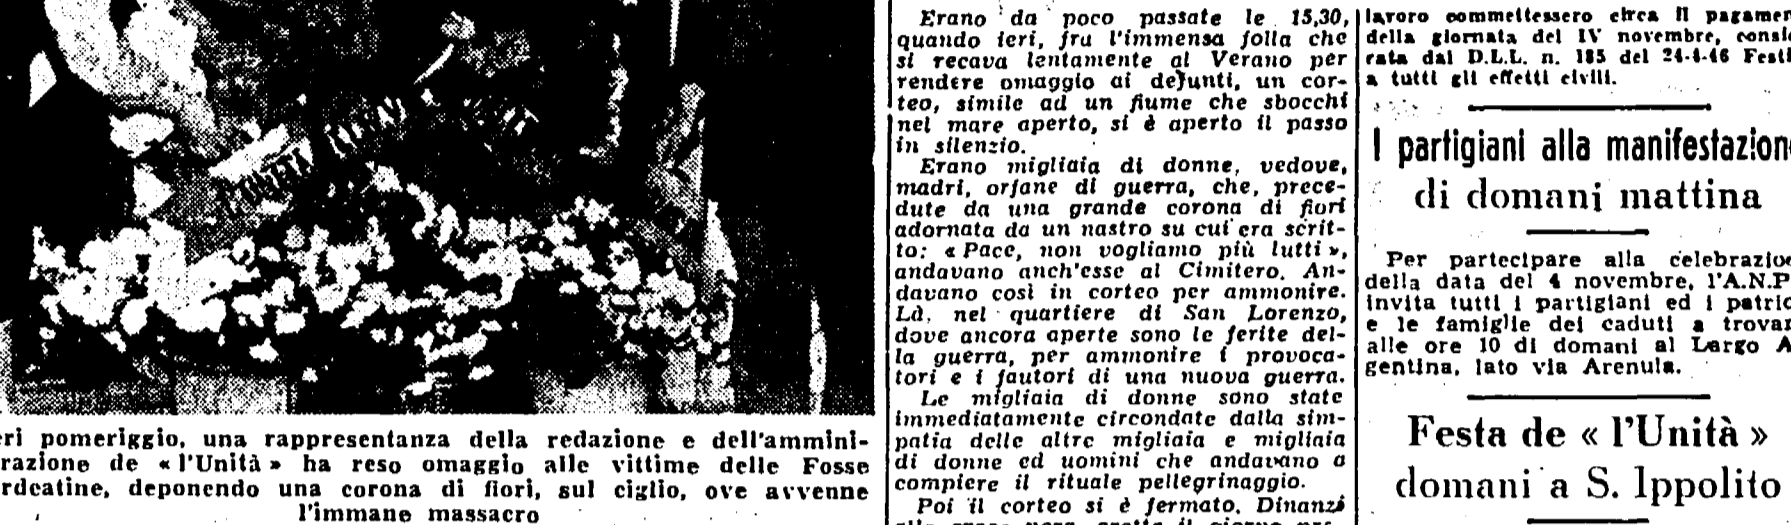 eri pomeriggio, una rappresentanza della redazione e dell'ammini-
razione de «l'Unità» ha reso omaggio alle vittime delle Fosse
rdeatine, deponendo una corona di fiori, sul ciglio, ove avvenne
l'immane massacro
Erano da poco passate le 15,30,
quando ieri, fra l'immensa folla che
si recava lentamente al Verano per
rendere omaggio ai defunti, un cor-
teo, simile ad un fiume che sbocchi
nel mare aperto, si è aperto il passo
in silenzio.
Erano migliaia di donne, vedove,
madri, orfane di guerra, che, prece-
dute da una grande corona di fiori
adornata da un nastro su cui era scrit-
to: «Pace, non vogliamo più lutti»,
andavano anch'esse al Cimitero. An-
davano così in corteo per ammonire.
Là, nel quartiere di San Lorenzo,
dove ancora aperte sono le ferite del-
la guerra, per ammonire i provoca-
tori e i fautori di una nuova guerra.
Le migliaia di donne sono state
immediatamente circondate dalla sim-
patia delle altre migliaia e migliaia
di donne ed uomini che andavano a
compiere il rituale pellegrinaggio.
Poi il corteo si è fermato. Dinanzi
lavoro commettessero circa il pagamen
della giornata del IV novembre, consid
rata dal D.L.L. n. 185 del 24-4-46 Festi
a tutti gli effetti civili.
I partigiani alla manifestazion
di domani mattina
Per partecipare alla celebrazion
della data del 4 novembre, l'A.N.P
invita tutti i partigiani ed i patrio
e le famiglie dei caduti a trovar
alle ore 10 di domani al Largo A
gentina, lato via Arenula.
Festa de «l'Unità»
domani a S. Ippolito